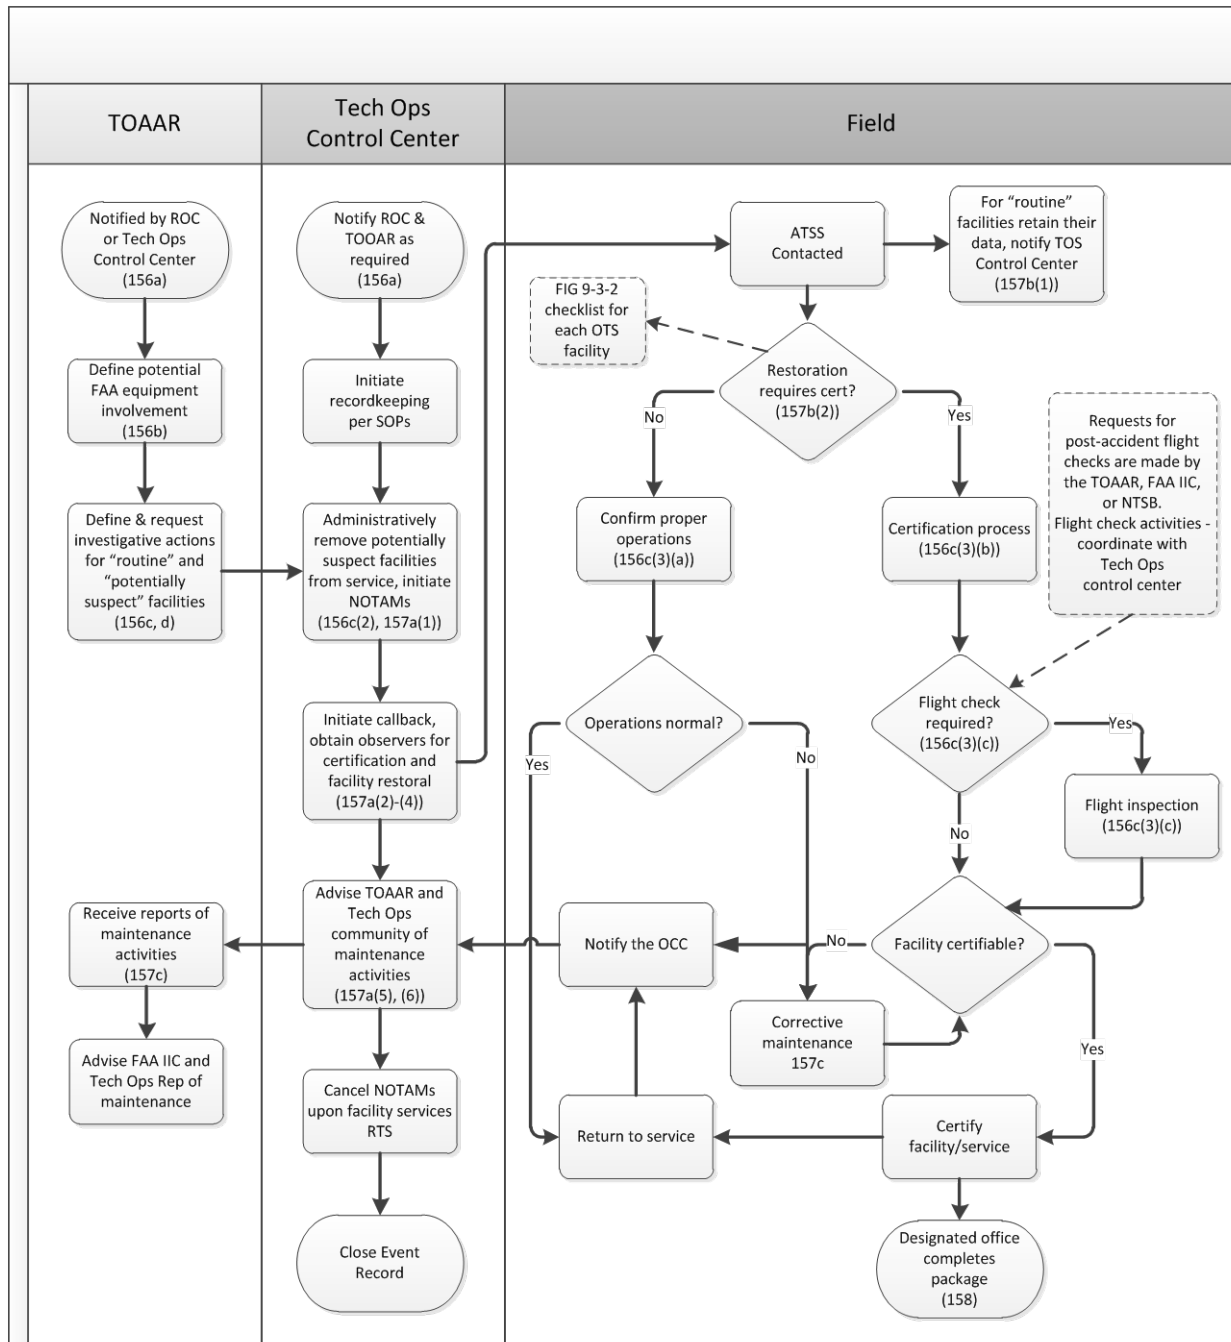 TOAAR
Tech Ops
Control Center
Field
Notified by ROC
or Tech Ops
Control Center
(156a)
Define potential
FAA equipment
involvement
(156b)
Define & request
investigative actions
for “routine” and
“potentially
suspect” facilities
(156c, d)
Receive reports of
maintenance
activities
(157c)
Advise FAA IIC and
Tech Ops Rep of
maintenance
Notify ROC &
TOOAR as
required
(156a)
Initiate
recordkeeping
per SOPs
Administratively
remove potentially
suspect facilities
from service, initiate
NOTAMs
(156c(2), 157a(1))
Initiate callback,
obtain observers for
certification and
facility restoral
(157a(2)-(4))
Advise TOAAR and
Tech Ops
community of
maintenance
activities
(157a(5), (6))
Cancel NOTAMs
upon facility services
RTS
Close Event
Record
ATSS
Contacted
For “routine”
facilities retain their
data, notify TOS
Control Center
(157b(1))
FIG 9-3-2
checklist for
each OTS
facility
Restoration
requires cert?
(157b(2))
No
Yes
Requests for
post-accident flight
checks are made by
the TOAAR, FAA IIC,
or NTSB.
Flight check activities -
coordinate with
Tech Ops
control center
Confirm proper
operations
(156c(3)(a))
Certification process
(156c(3)(b))
Operations normal?
Yes
No
Flight check
required?
(156c(3)(c))
Yes
No
Flight inspection
(156c(3)(c))
Notify the OCC
No
Facility certifiable?
Yes
Corrective
maintenance
157c
Return to service
Certify
facility/service
Designated office
completes
package
(158)